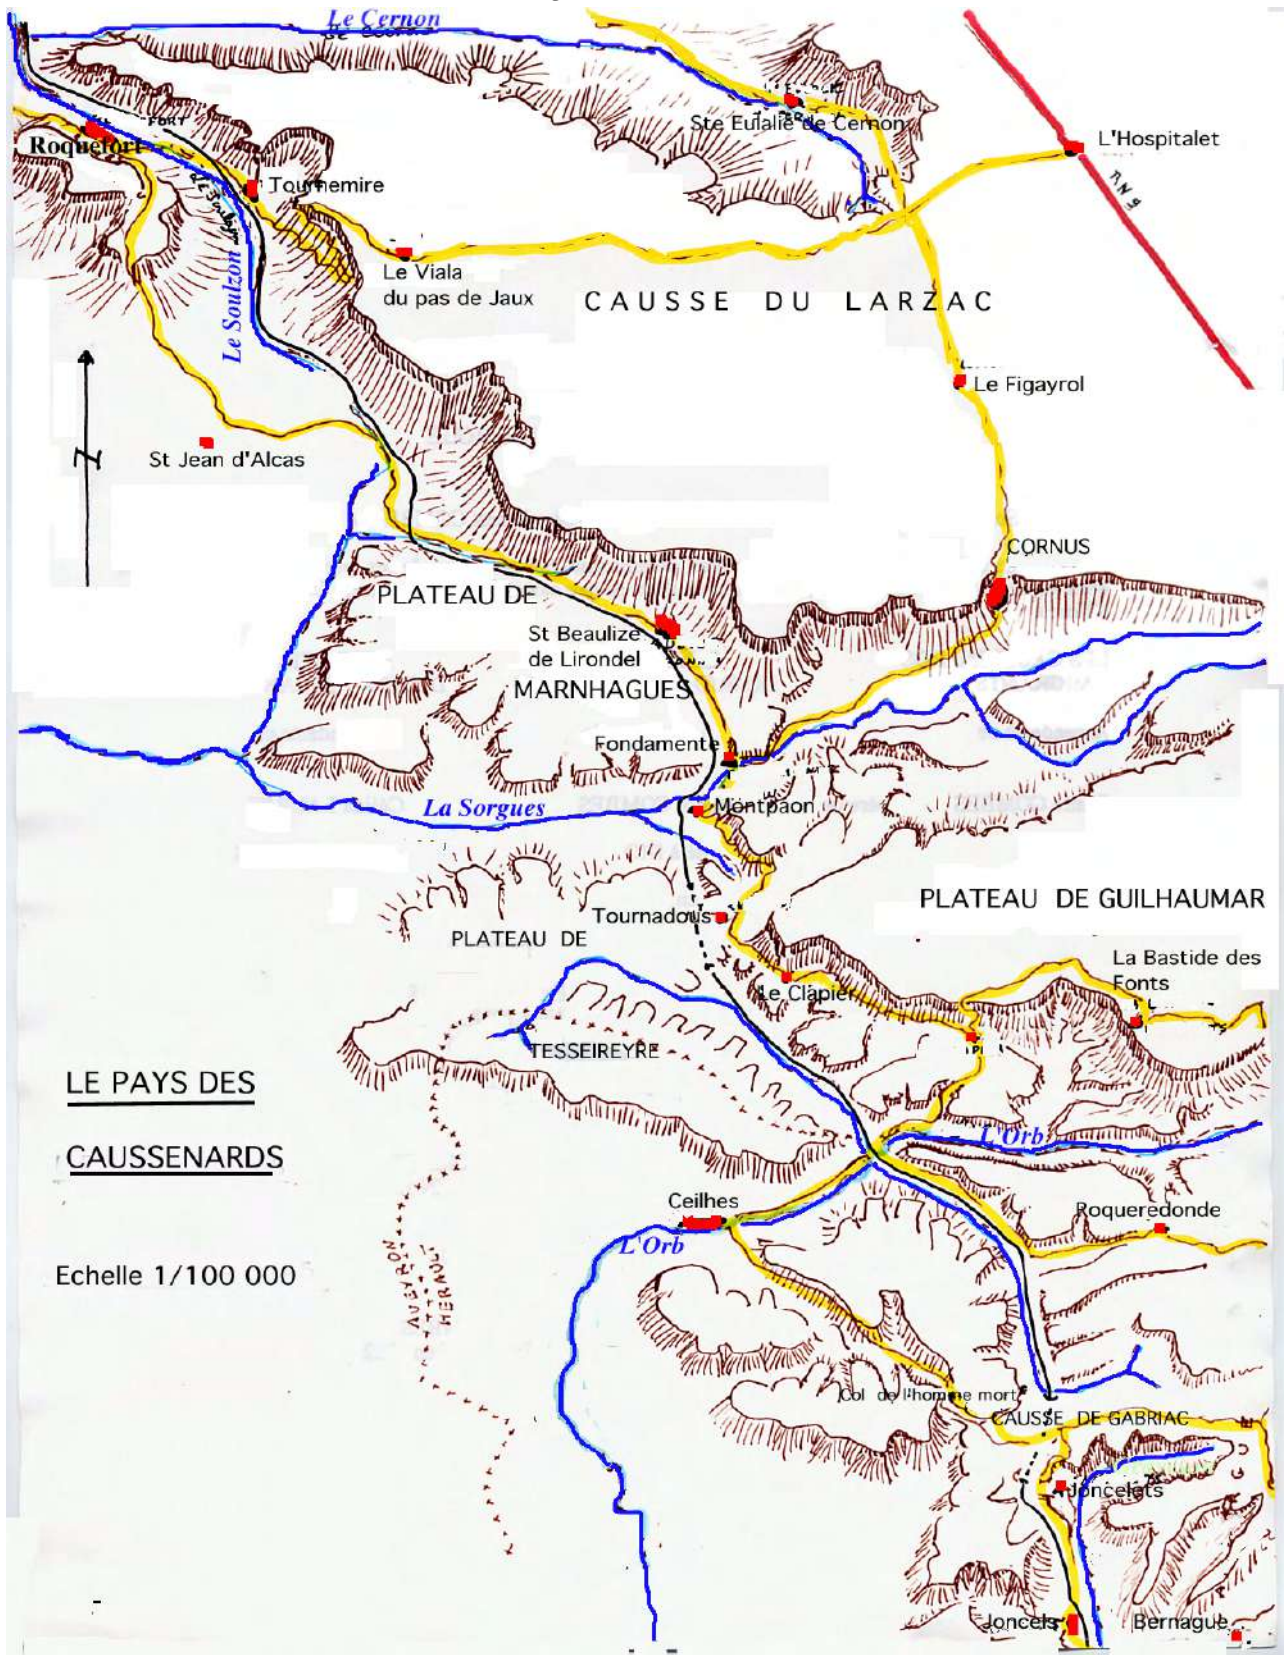 Le Cernon
Ste Eulalie de Cernon
L'Hospitalet
RN 9
FORT
Roquefort
Tournemire
Le Soulzon
Le Viala
du pas de Jaux
CAUSSE DU LARZAC
Le Figayrol
N
St Jean d'Alcas
CORNUS
PLATEAU DE
St Beaulize
de Lirondel
MARNHAGUES
Fondamente
La Sorgues
Montpaon
PLATEAU DE GUILHAUMAR
Tournadous
PLATEAU DE
La Bastide des
Fonts
Le Clapier
TESSEIREYRE
LE PAYS DES
CAUSSENARDS
L'Orb
Ceilhes
Roqueredonde
L'Orb
AVEYRON
HERAULT
Echelle 1/100 000
Col de l'homme mort
CAUSSE DE GABRIAC
Joncelets
Joncels
Bernague